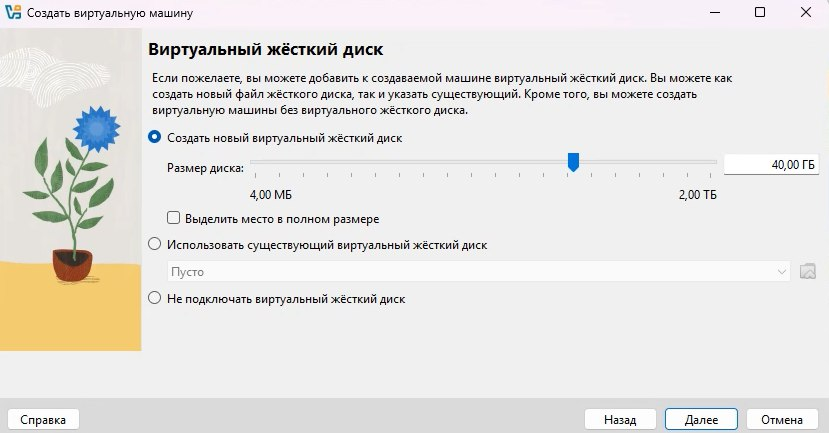 Создать виртуальную машину
Виртуальный жёсткий диск
Если пожелаете, вы можете добавить к создаваемой машине виртуальный жёсткий диск. Вы можете как
создать новый файл жёсткого диска, так и указать существующий. Кроме того, вы можете создать
виртуальную машины без виртуального жёсткого диска.
Создать новый виртуальный жёсткий диск
Размер диска:
40,00 ГБ
4,00 МБ
2,00 ТБ
Выделить место в полном размере
Использовать существующий виртуальный жёсткий диск
Пусто
Не подключать виртуальный жёсткий диск
Справка
Назад
Далее
Отмена